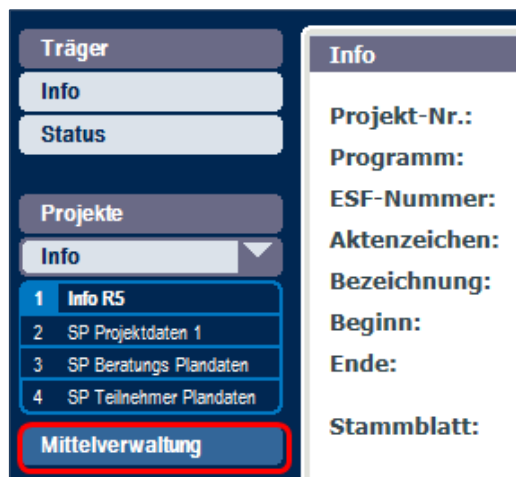 Träger
Info
Status
Projekte
Info
1 Info R5
2 SP Projektdaten 1
3 SP Beratungs Plandaten
4 SP Teilnehmer Plandaten
Mittelverwaltung
Info
Projekt-Nr.:
Programm:
ESF-Nummer:
Aktenzeichen:
Bezeichnung:
Beginn:
Ende:
Stammblatt: